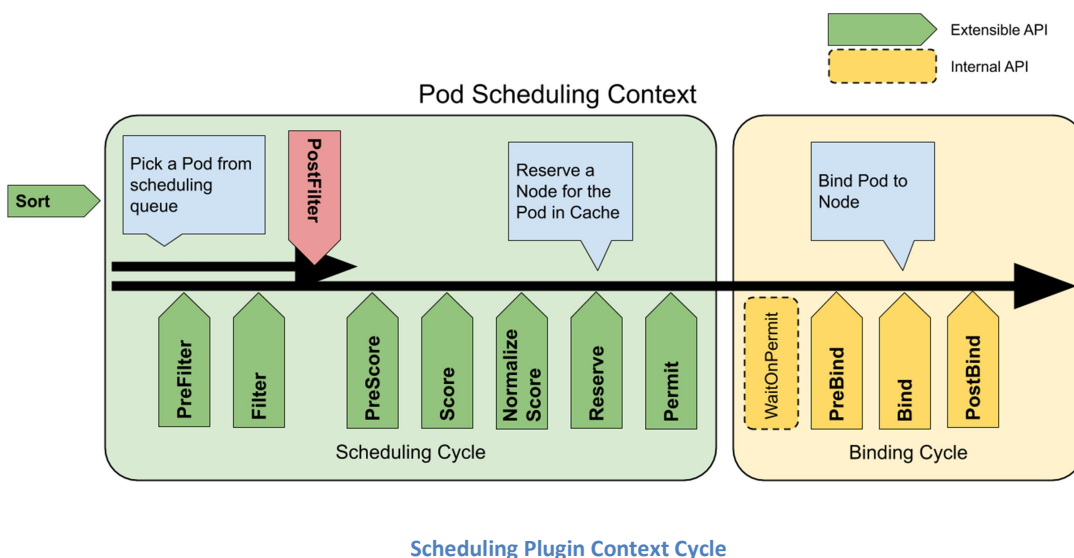 Extensible API
Internal API
Pod Scheduling Context
Pick a Pod from
scheduling
queue
PostFilter
Reserve a
Node for the
Pod in Cache
Bind Pod to
Node
Sort
PreFilter
Filter
PreScore
Score
Normalize
Score
Reserve
Permit
WaitOnPermit
PreBind
Bind
PostBind
Scheduling Cycle
Binding Cycle
Scheduling Plugin Context Cycle